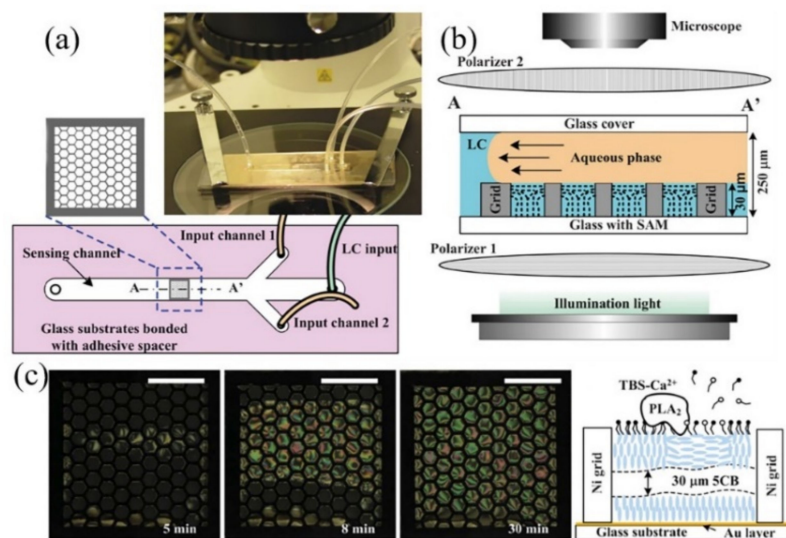 (a)
Input channel 1
LC input
Sensing channel
A
A'
Input channel 2
Glass substrates bonded
with adhesive spacer
(b)
Microscope
Polarizer 2
A
A'
Glass cover
LC
Aqueous phase
Grid
Grid
30 μm
250 μm
Glass with SAM
Polarizer 1
Illumination light
(c)
5 min
8 min
30 min
TBS-Ca²⁺
PLA₂
Ni grid
30 μm 5CB
Ni grid
Glass substrate
Au layer